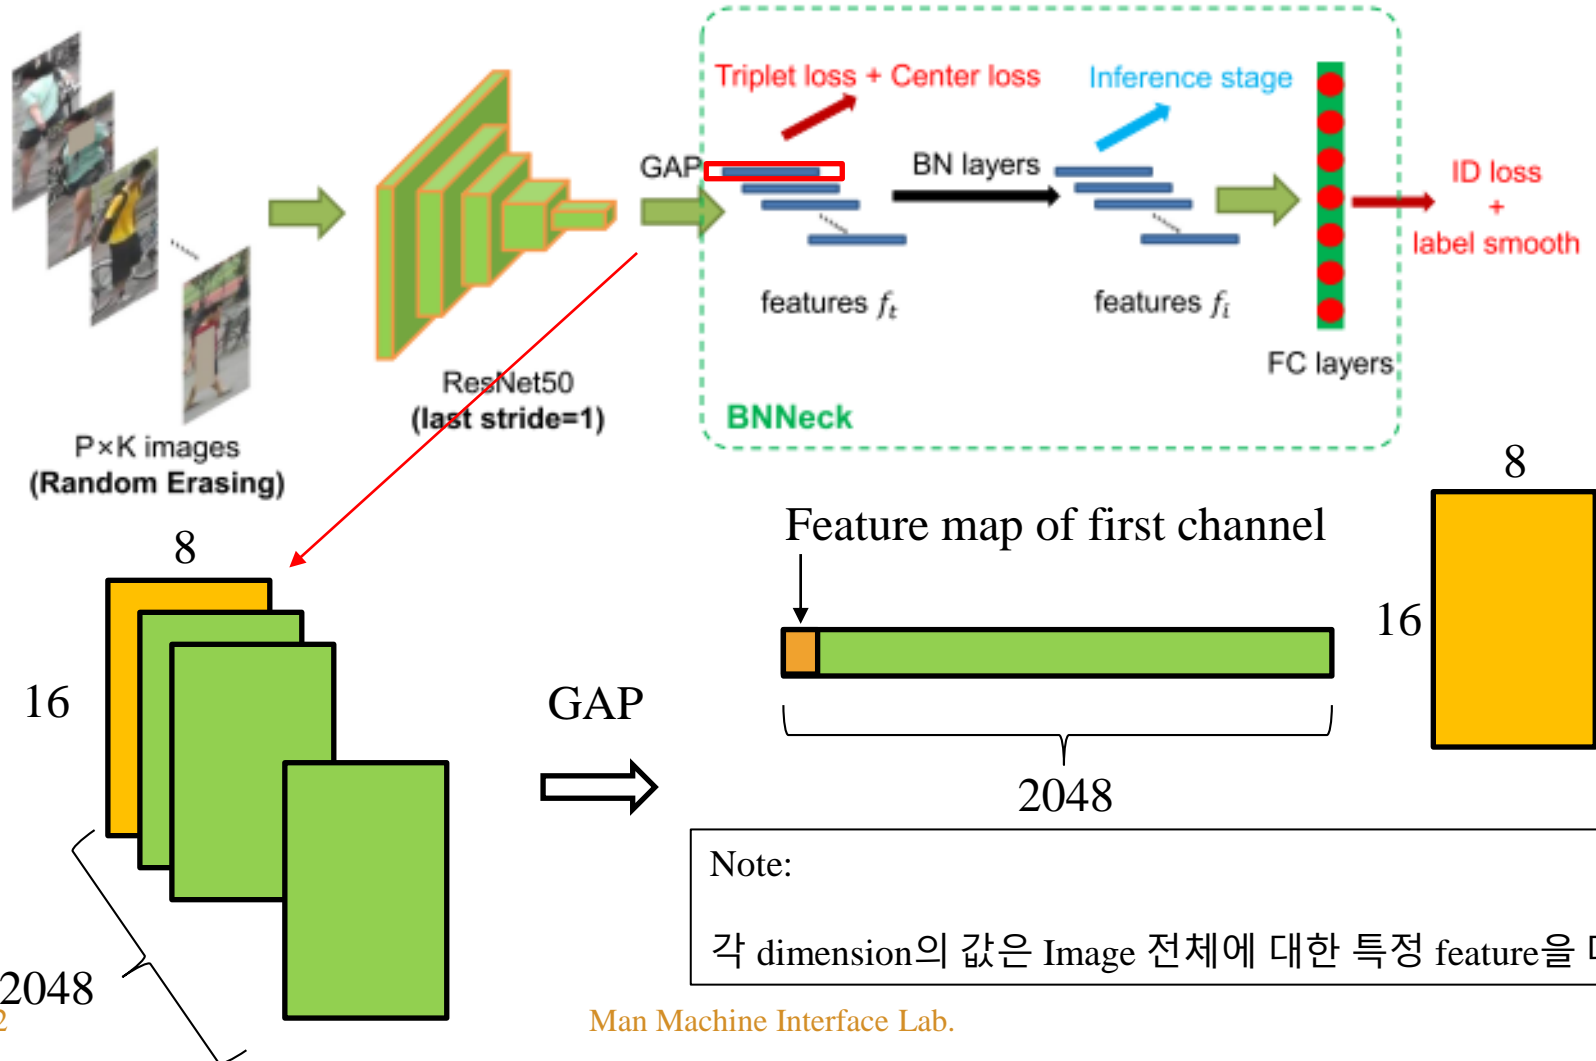 Triplet loss + Center loss
Inference stage
GAP
BN layers
ID loss
+
label smooth
features f_t
features f_i
FC layers
ResNet50
(last stride=1)
BNNeck
P×K images
(Random Erasing)
8
16
2048
GAP
Feature map of first channel
2048
8
16
Note:
각 dimension의 값은 Image 전체에 대한 특정 feature을
2
Man Machine Interface Lab.